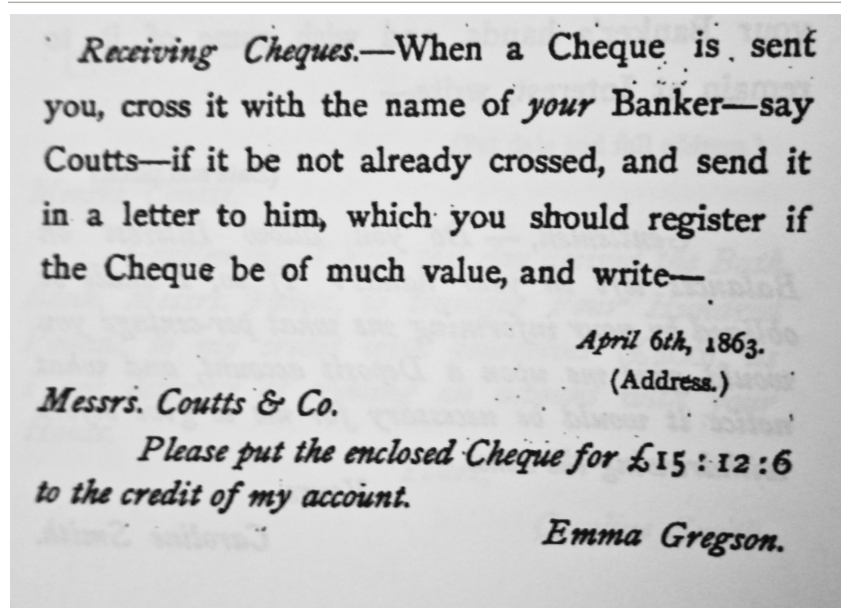 Receiving Cheques.—When a Cheque is sent
you, cross it with the name of your Banker—say
Coutts—if it be not already crossed, and send it
in a letter to him, which you should register if
the Cheque be of much value, and write—
April 6th, 1863.
(Address.)
Messrs. Coutts & Co.
Please put the enclosed Cheque for £15 : 12 : 6
to the credit of my account.
Emma Gregson.